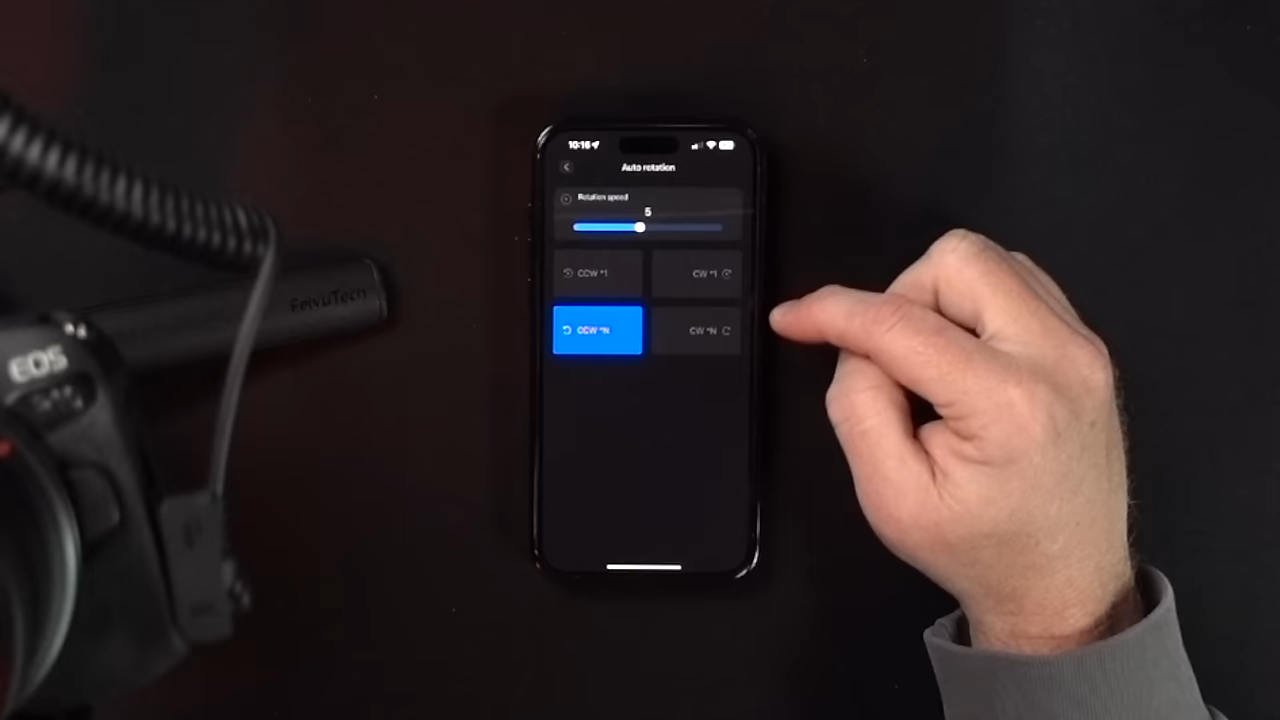 10:16
Auto rotation
Rotation speed
5
CCW *1
CW *1
CCW *N
CW *N
FeiyuTech
EOS